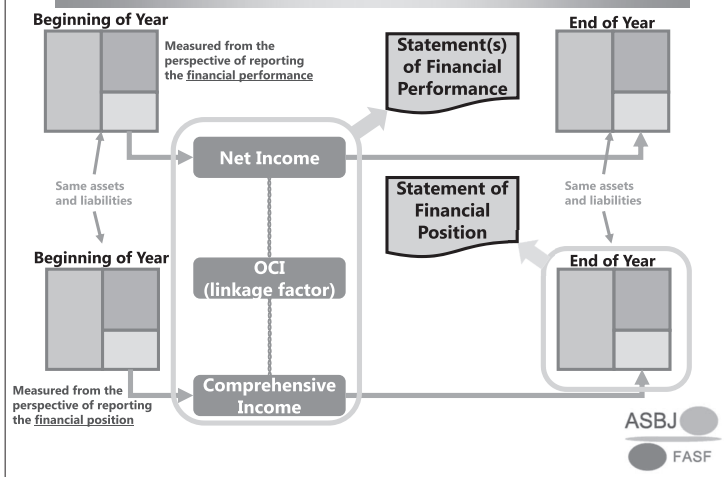 Beginning of Year
Measured from the
perspective of reporting
the financial performance
Statement(s)
of Financial
Performance
End of Year
Net Income
Same assets
and liabilities
Statement of
Financial
Position
Same assets
and liabilities
Beginning of Year
OCI
(linkage factor)
End of Year
Measured from the
perspective of reporting
the financial position
Comprehensive
Income
ASBJ
FASF